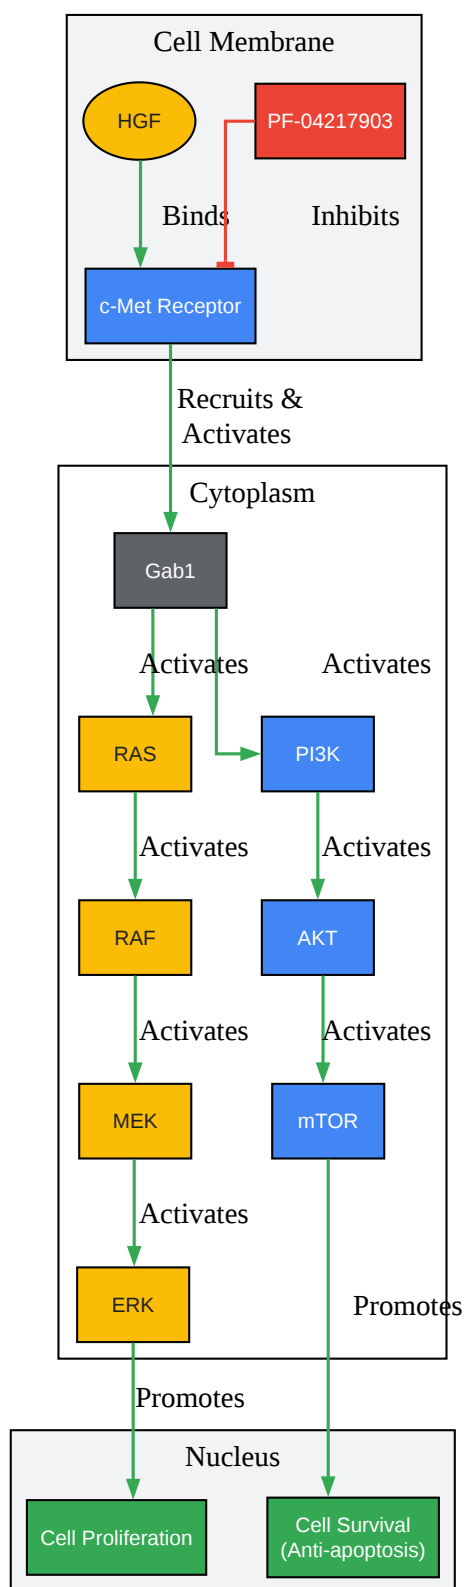 Cell Membrane
HGF
PF-04217903
Binds
Inhibits
c-Met Receptor
Recruits &
Activates
Cytoplasm
Gab1
Activates
Activates
RAS
PI3K
Activates
Activates
RAF
AKT
Activates
Activates
MEK
mTOR
Activates
ERK
Promotes
Promotes
Nucleus
Cell Proliferation
Cell Survival
(Anti-apoptosis)